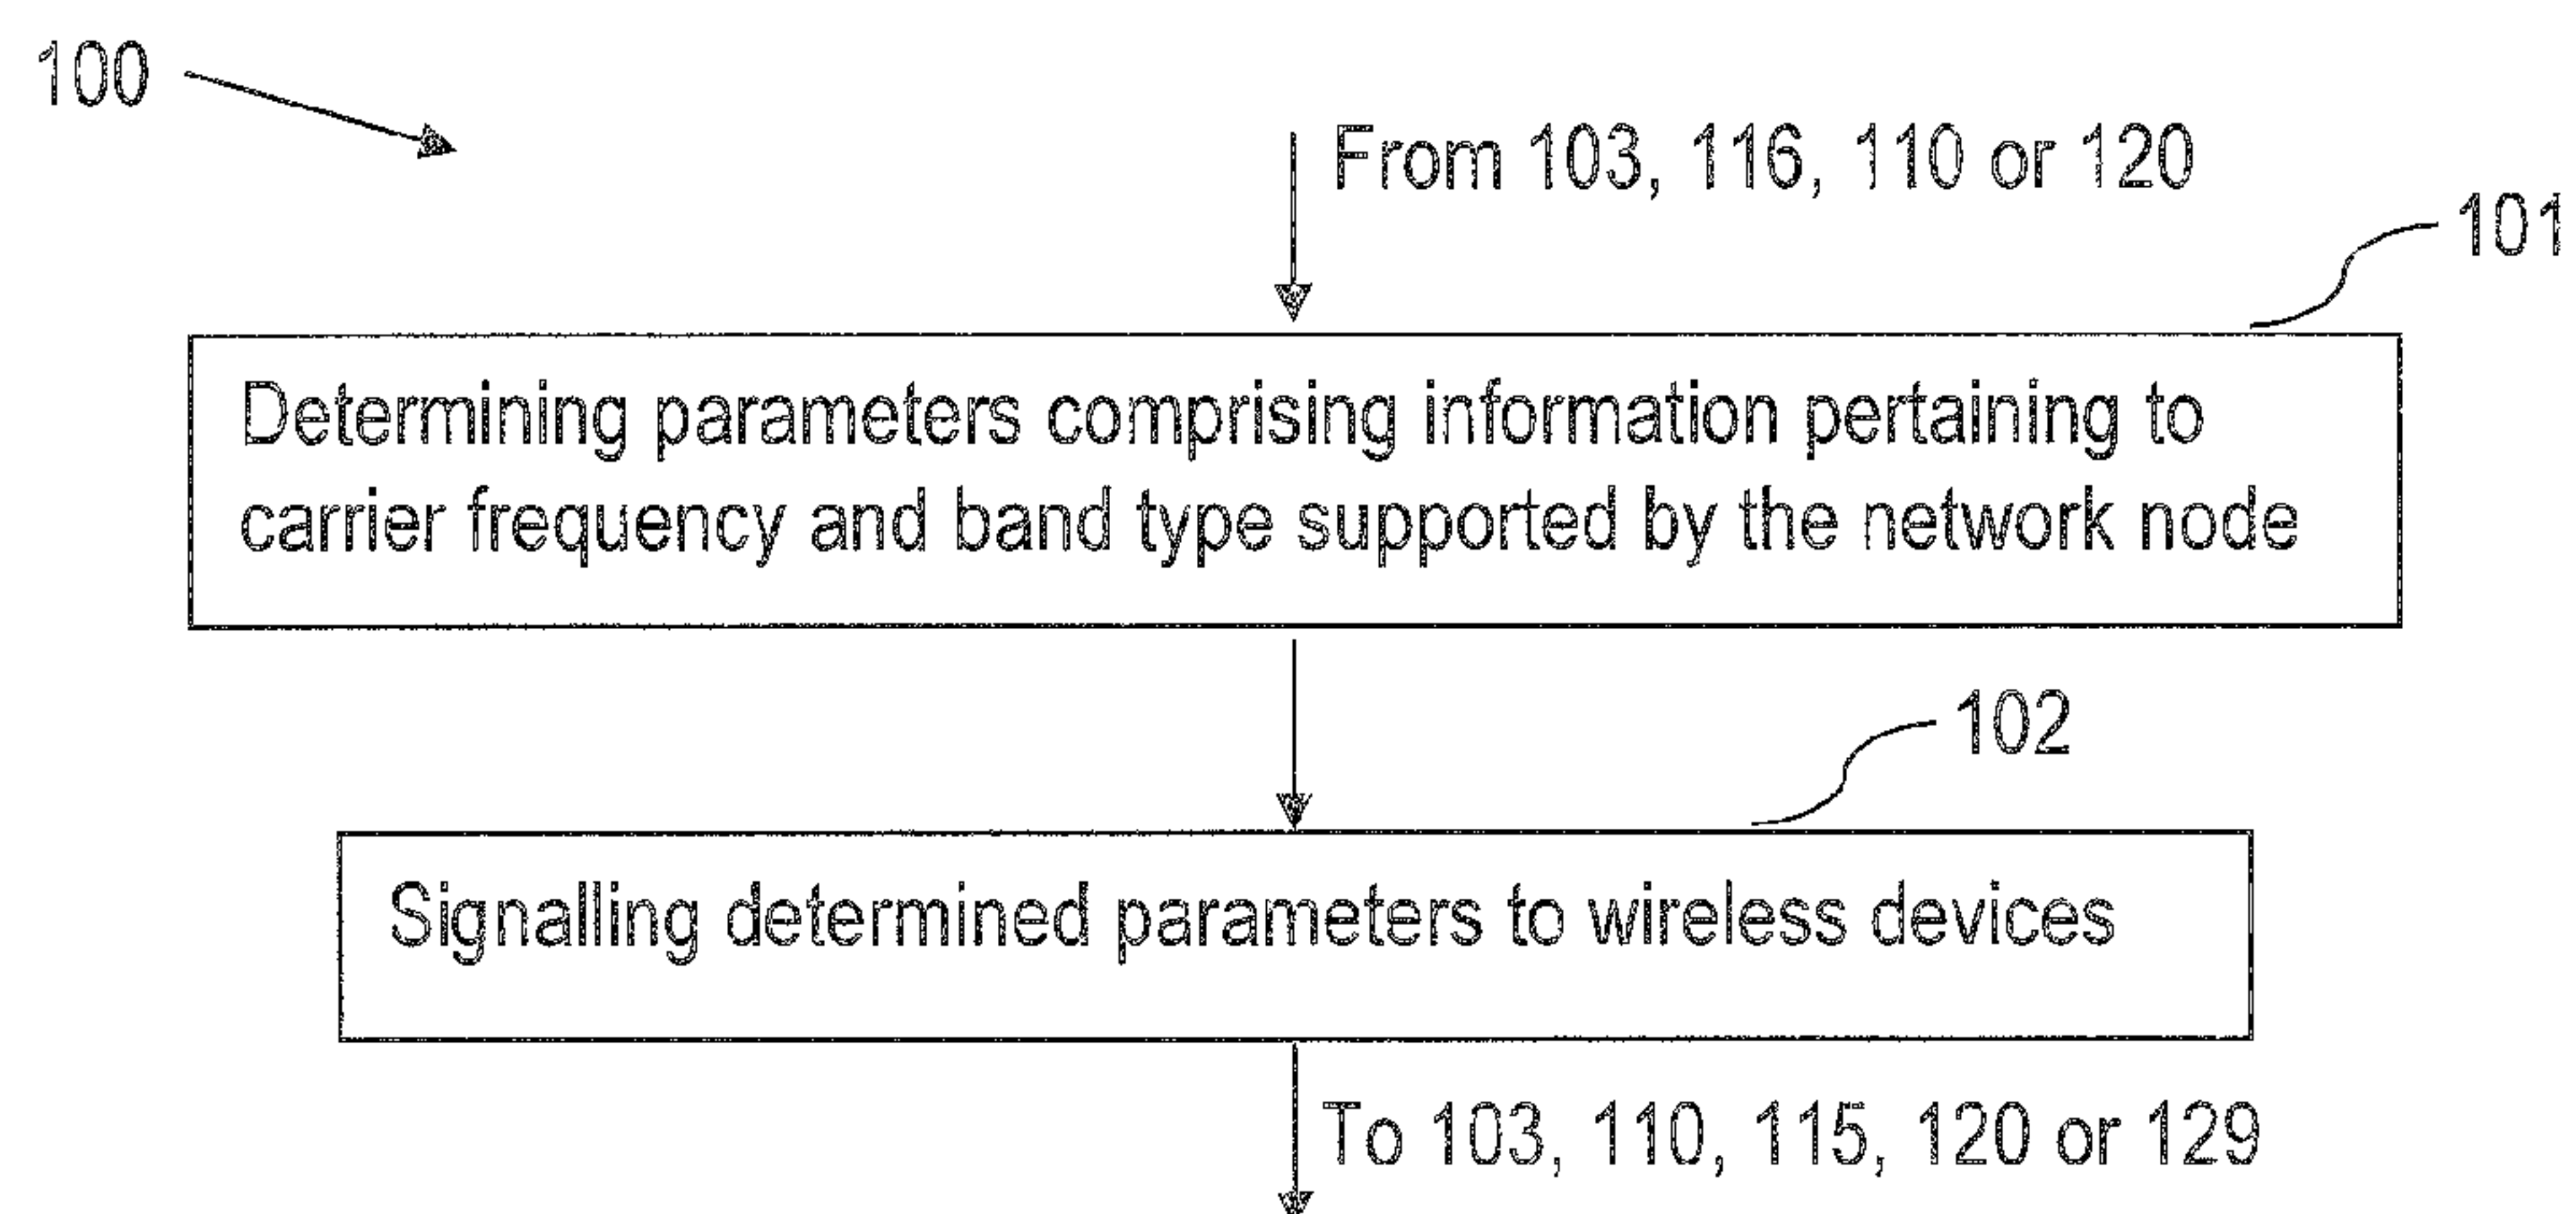 100
From 103, 116, 110 or 120
101
Determining parameters comprising information pertaining to
carrier frequency and band type supported by the network node
102
Signalling determined parameters to wireless devices
To 103, 110, 115, 120 or 129